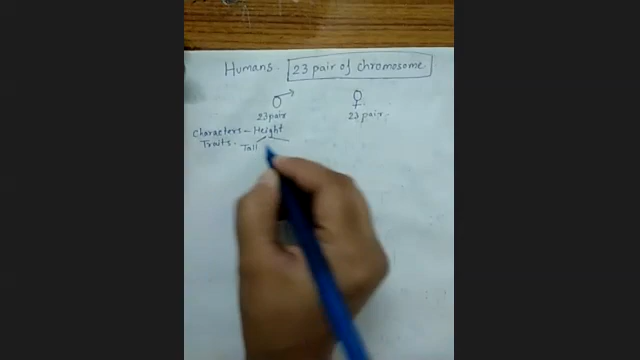 Humans. 23 pair of chromosome.
23 pair 23 pair.
Characters - Height
Traits. Tall